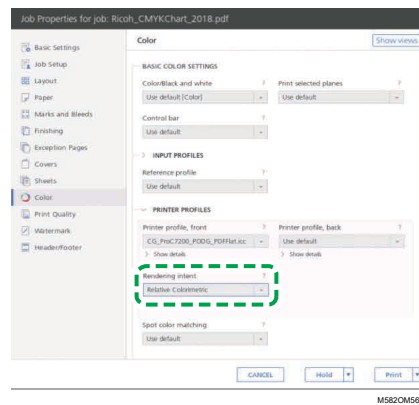 Job Properties for job: Ricoh_CMYKChart_2018.pdf
Basic Settings
Job Setup
Layout
Paper
Marks and Bleeds
Finishing
Exception Pages
Covers
Sheets
Color
Print Quality
Watermark
Header/Footer
Color
Show views
BASIC COLOR SETTINGS
Color/Black and white ?
Print selected planes ?
Use default [Color]
Use default
Control bar ?
Use default
INPUT PROFILES
Reference profile ?
Use default
PRINTER PROFILES
Printer profile, front ?
Printer profile, back ?
CG_ProC7200_PODG_PDFFlat.icc
Use default
Show details
Show details
Rendering intent ?
Relative Colorimetric
Spot color matching ?
Use default
CANCEL
Hold
Print
M582OM56